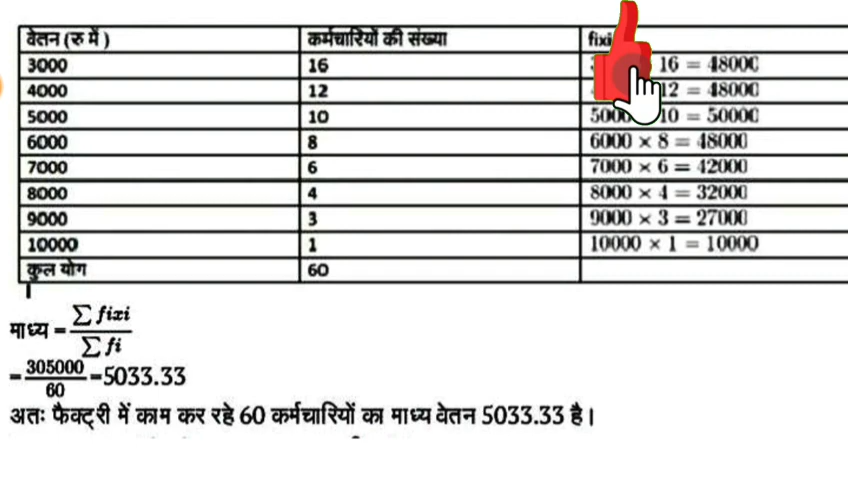 वेतन (रु में ) कर्मचारियों की संख्या fixi
3000 16 16 = 48000
4000 12 12 = 48000
5000 10 5000 10 = 50000
6000 8 6000 × 8 = 48000
7000 6 7000 × 6 = 42000
8000 4 8000 × 4 = 32000
9000 3 9000 × 3 = 27000
10000 1 10000 × 1 = 10000
कुल योग 60
माध्य = ∑ fixi / ∑ fi
= 305000 / 60 =5033.33
अतः फैक्ट्री में काम कर रहे 60 कर्मचारियों का माध्य वेतन 5033.33 है।